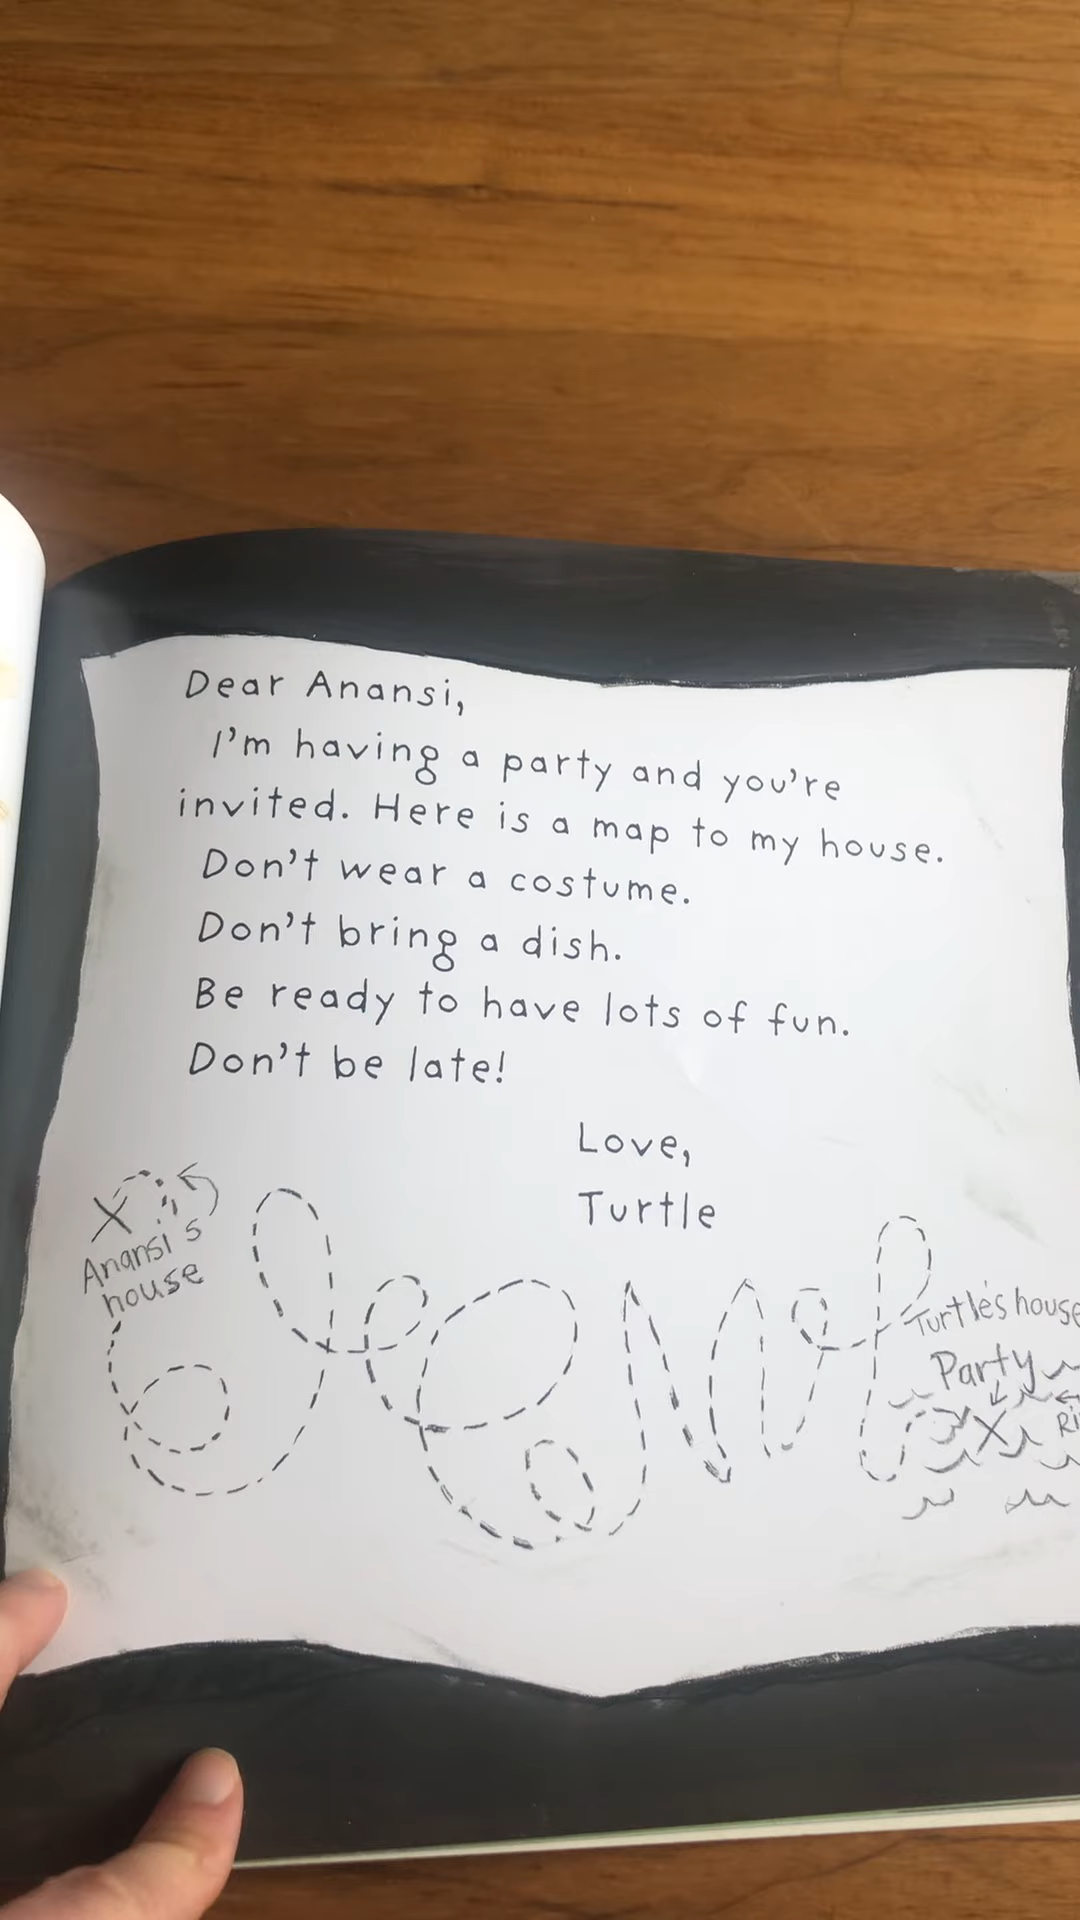 Dear Anansi,
I'm having a party and you're
invited. Here is a map to my house.
Don't wear a costume.
Don't bring a dish.
Be ready to have lots of fun.
Don't be late!
Love,
Turtle
Anansi's
house
Turtle's house
Party